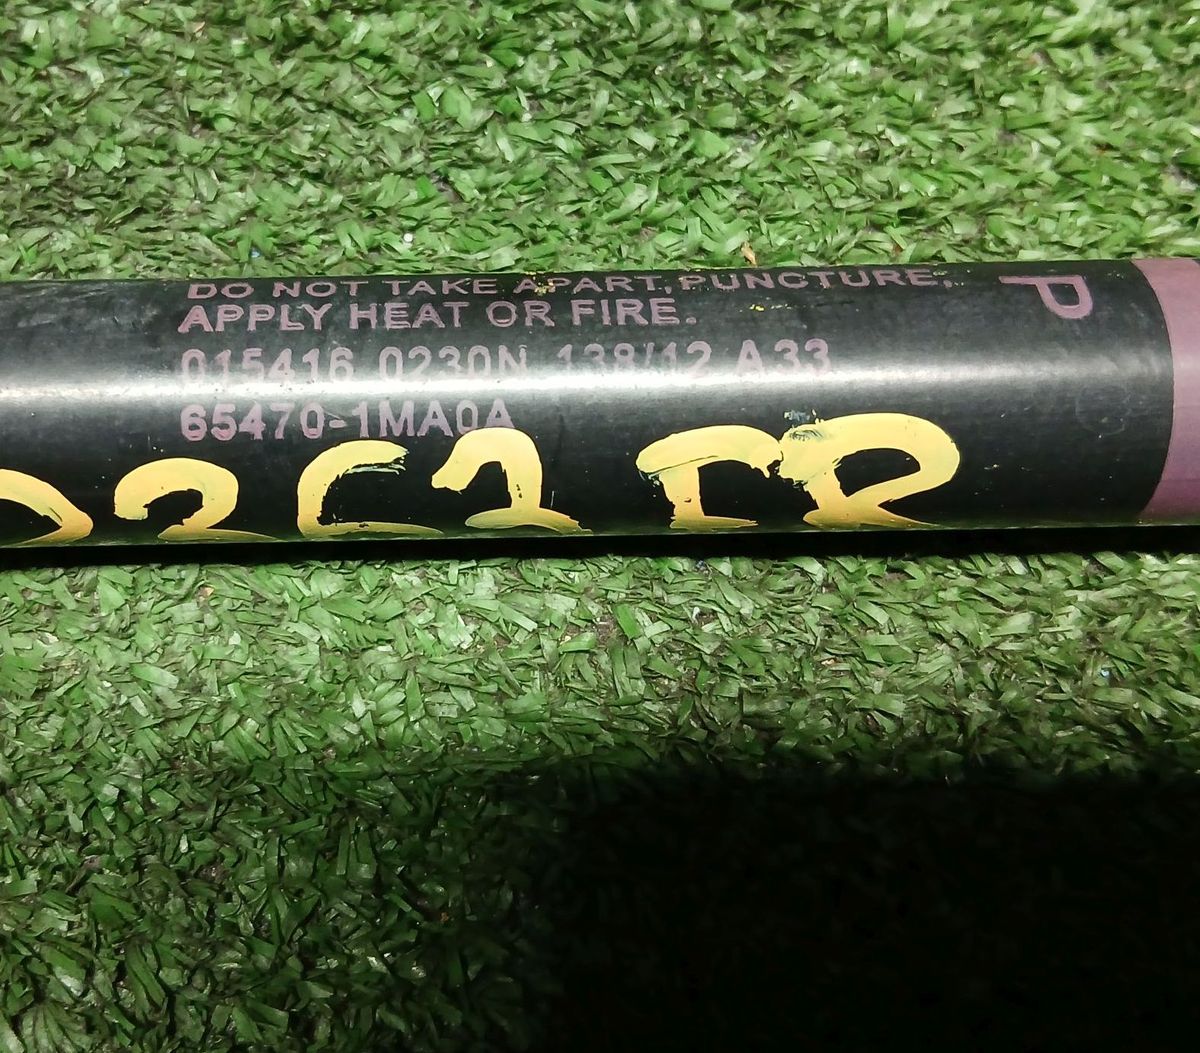 DO NOT TAKE APART, PUNCTURE,
APPLY HEAT OR FIRE.
P
015416 0230N 138/12 A33
65470-1MA0A